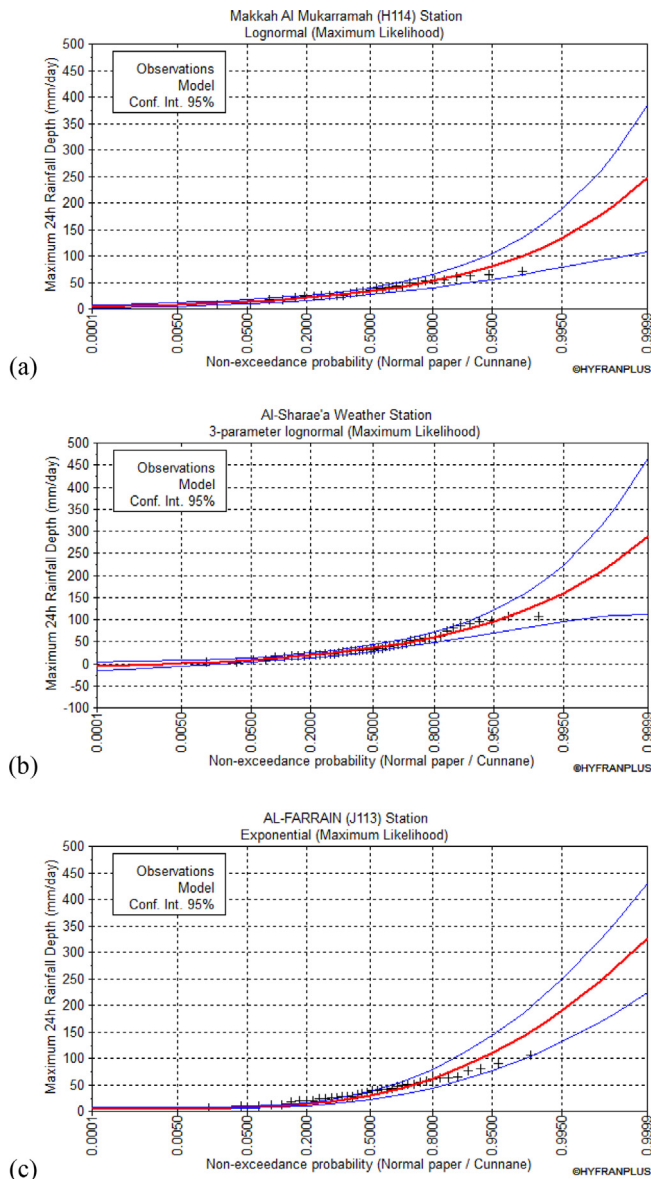 Makkah Al Mukarramah (H114) Station
Lognormal (Maximum Likelihood)
Maximum 24h Rainfall Depth (mm/day)
500
450
400
350
300
250
200
150
100
50
0
Observations
Model
Conf. Int. 95%
0.0001
0.0050
0.0500
0.2000
0.5000
0.8000
0.9500
0.9950
0.9999
(a)
Non-exceedance probability (Normal paper / Cunnane)
©HYFRANPLUS
Al-Sharae'a Weather Station
3-parameter lognormal (Maximum Likelihood)
Maximum 24h Rainfall Depth (mm/day)
500
450
400
350
300
250
200
150
100
50
0
-50
-100
Observations
Model
Conf. Int. 95%
0.0001
0.0050
0.0500
0.2000
0.5000
0.8000
0.9500
0.9950
0.9999
(b)
Non-exceedance probability (Normal paper / Cunnane)
©HYFRANPLUS
AL-FARRAIN (J113) Station
Exponential (Maximum Likelihood)
Maximum 24h Rainfall Depth (mm/day)
500
450
400
350
300
250
200
150
100
50
0
Observations
Model
Conf. Int. 95%
0.0001
0.0050
0.0500
0.2000
0.5000
0.8000
0.9500
0.9950
0.9999
(c)
Non-exceedance probability (Normal paper / Cunnane)
©HYFRANPLUS